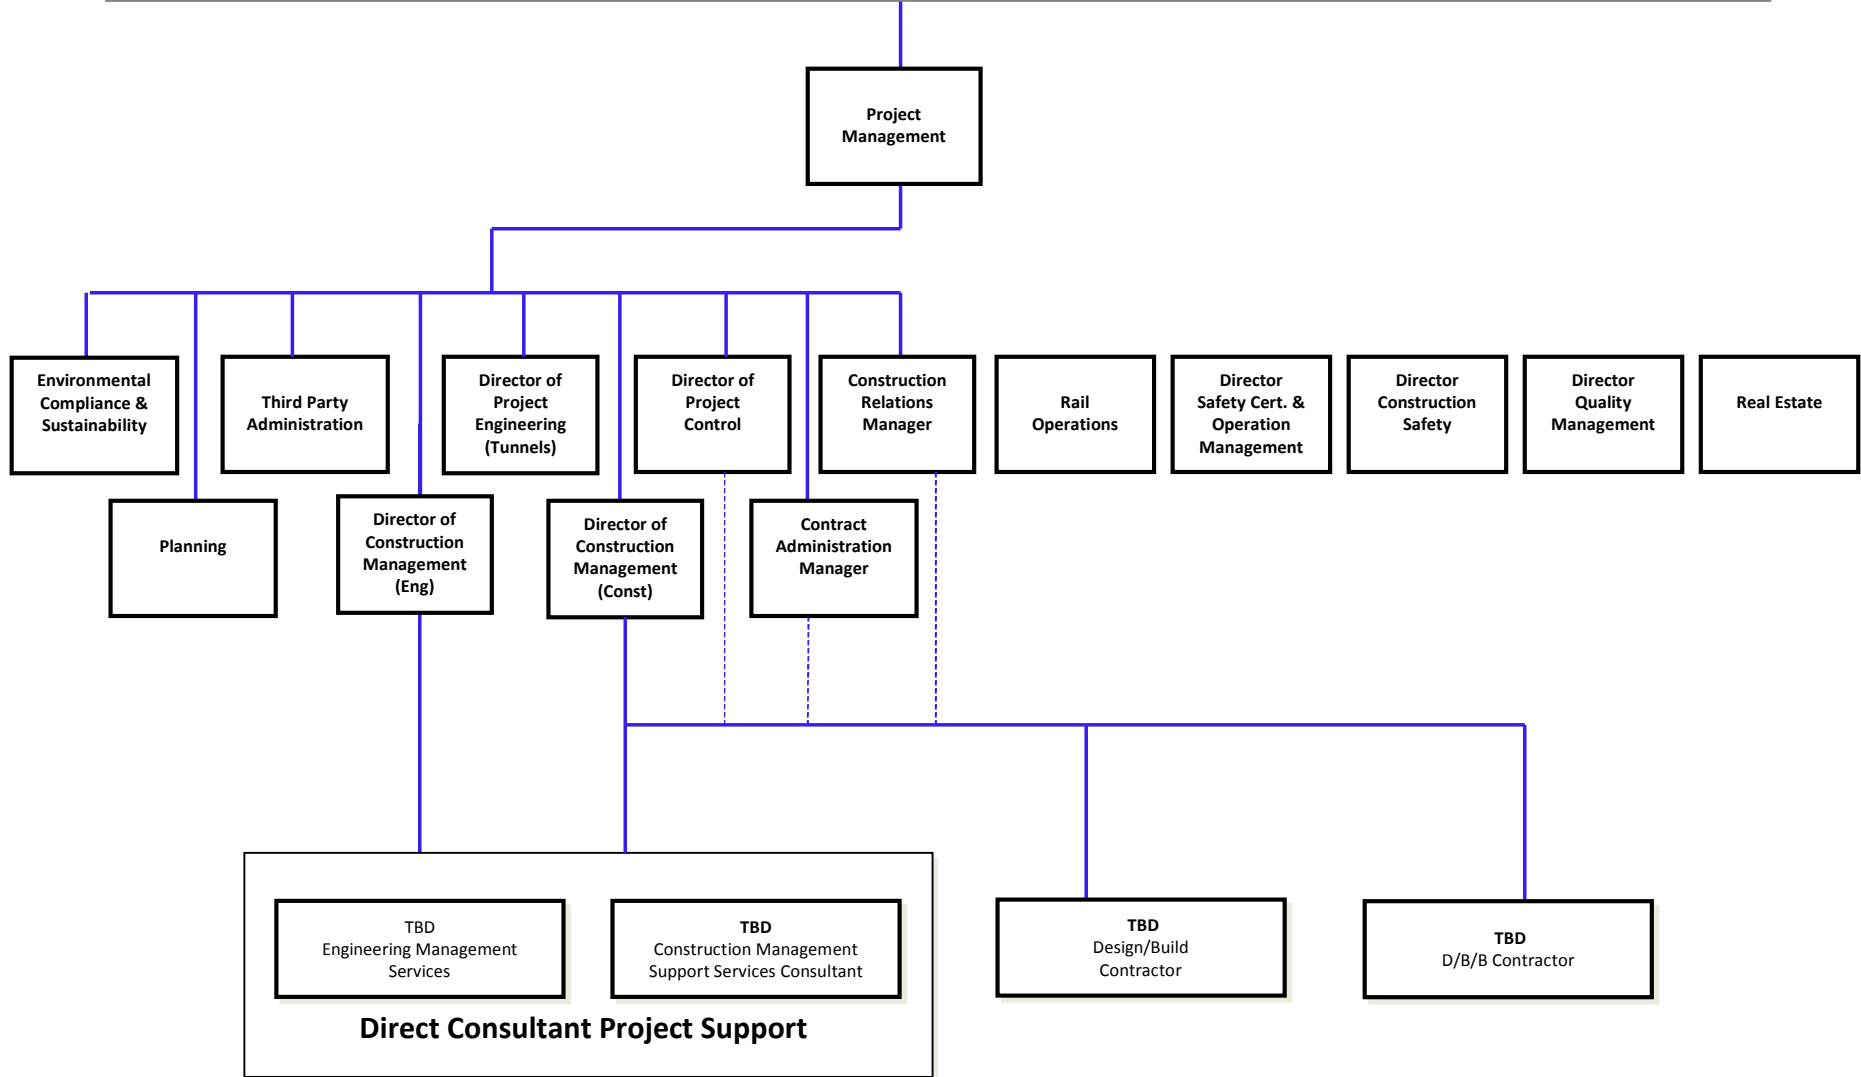 Project
Management
Environmental
Compliance &
Sustainability
Third Party
Administration
Director of
Project
Engineering
(Tunnels)
Director of
Project
Control
Construction
Relations
Manager
Rail
Operations
Director
Safety Cert. &
Operation
Management
Director
Construction
Safety
Director
Quality
Management
Real Estate
Planning
Director of
Construction
Management
(Eng)
Director of
Construction
Management
(Const)
Contract
Administration
Manager
TBD
Engineering Management
Services
TBD
Construction Management
Support Services Consultant
TBD
Design/Build
Contractor
TBD
D/B/B Contractor
Direct Consultant Project Support